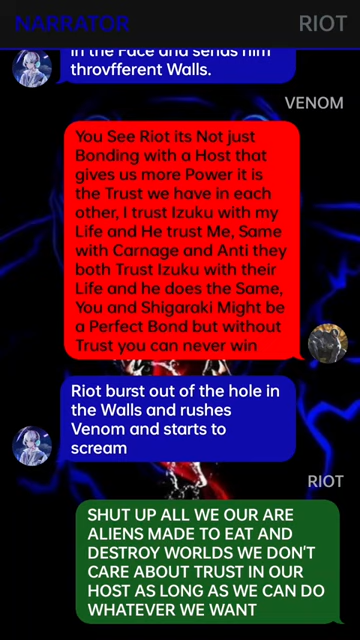 NARRATOR
RIOT
in the Face and sends him
throvfferent Walls.
VENOM
You See Riot its Not just
Bonding with a Host that
gives us more Power it is
the Trust we have in each
other, I trust Izuku with my
Life and He trust Me, Same
with Carnage and Anti they
both Trust Izuku with their
Life and he does the Same,
You and Shigaraki Might be
a Perfect Bond but without
Trust you can never win
Riot burst out of the hole in
the Walls and rushes
Venom and starts to
scream
RIOT
SHUT UP ALL WE OUR ARE
ALIENS MADE TO EAT AND
DESTROY WORLDS WE DON'T
CARE ABOUT TRUST IN OUR
HOST AS LONG AS WE CAN DO
WHATEVER WE WANT